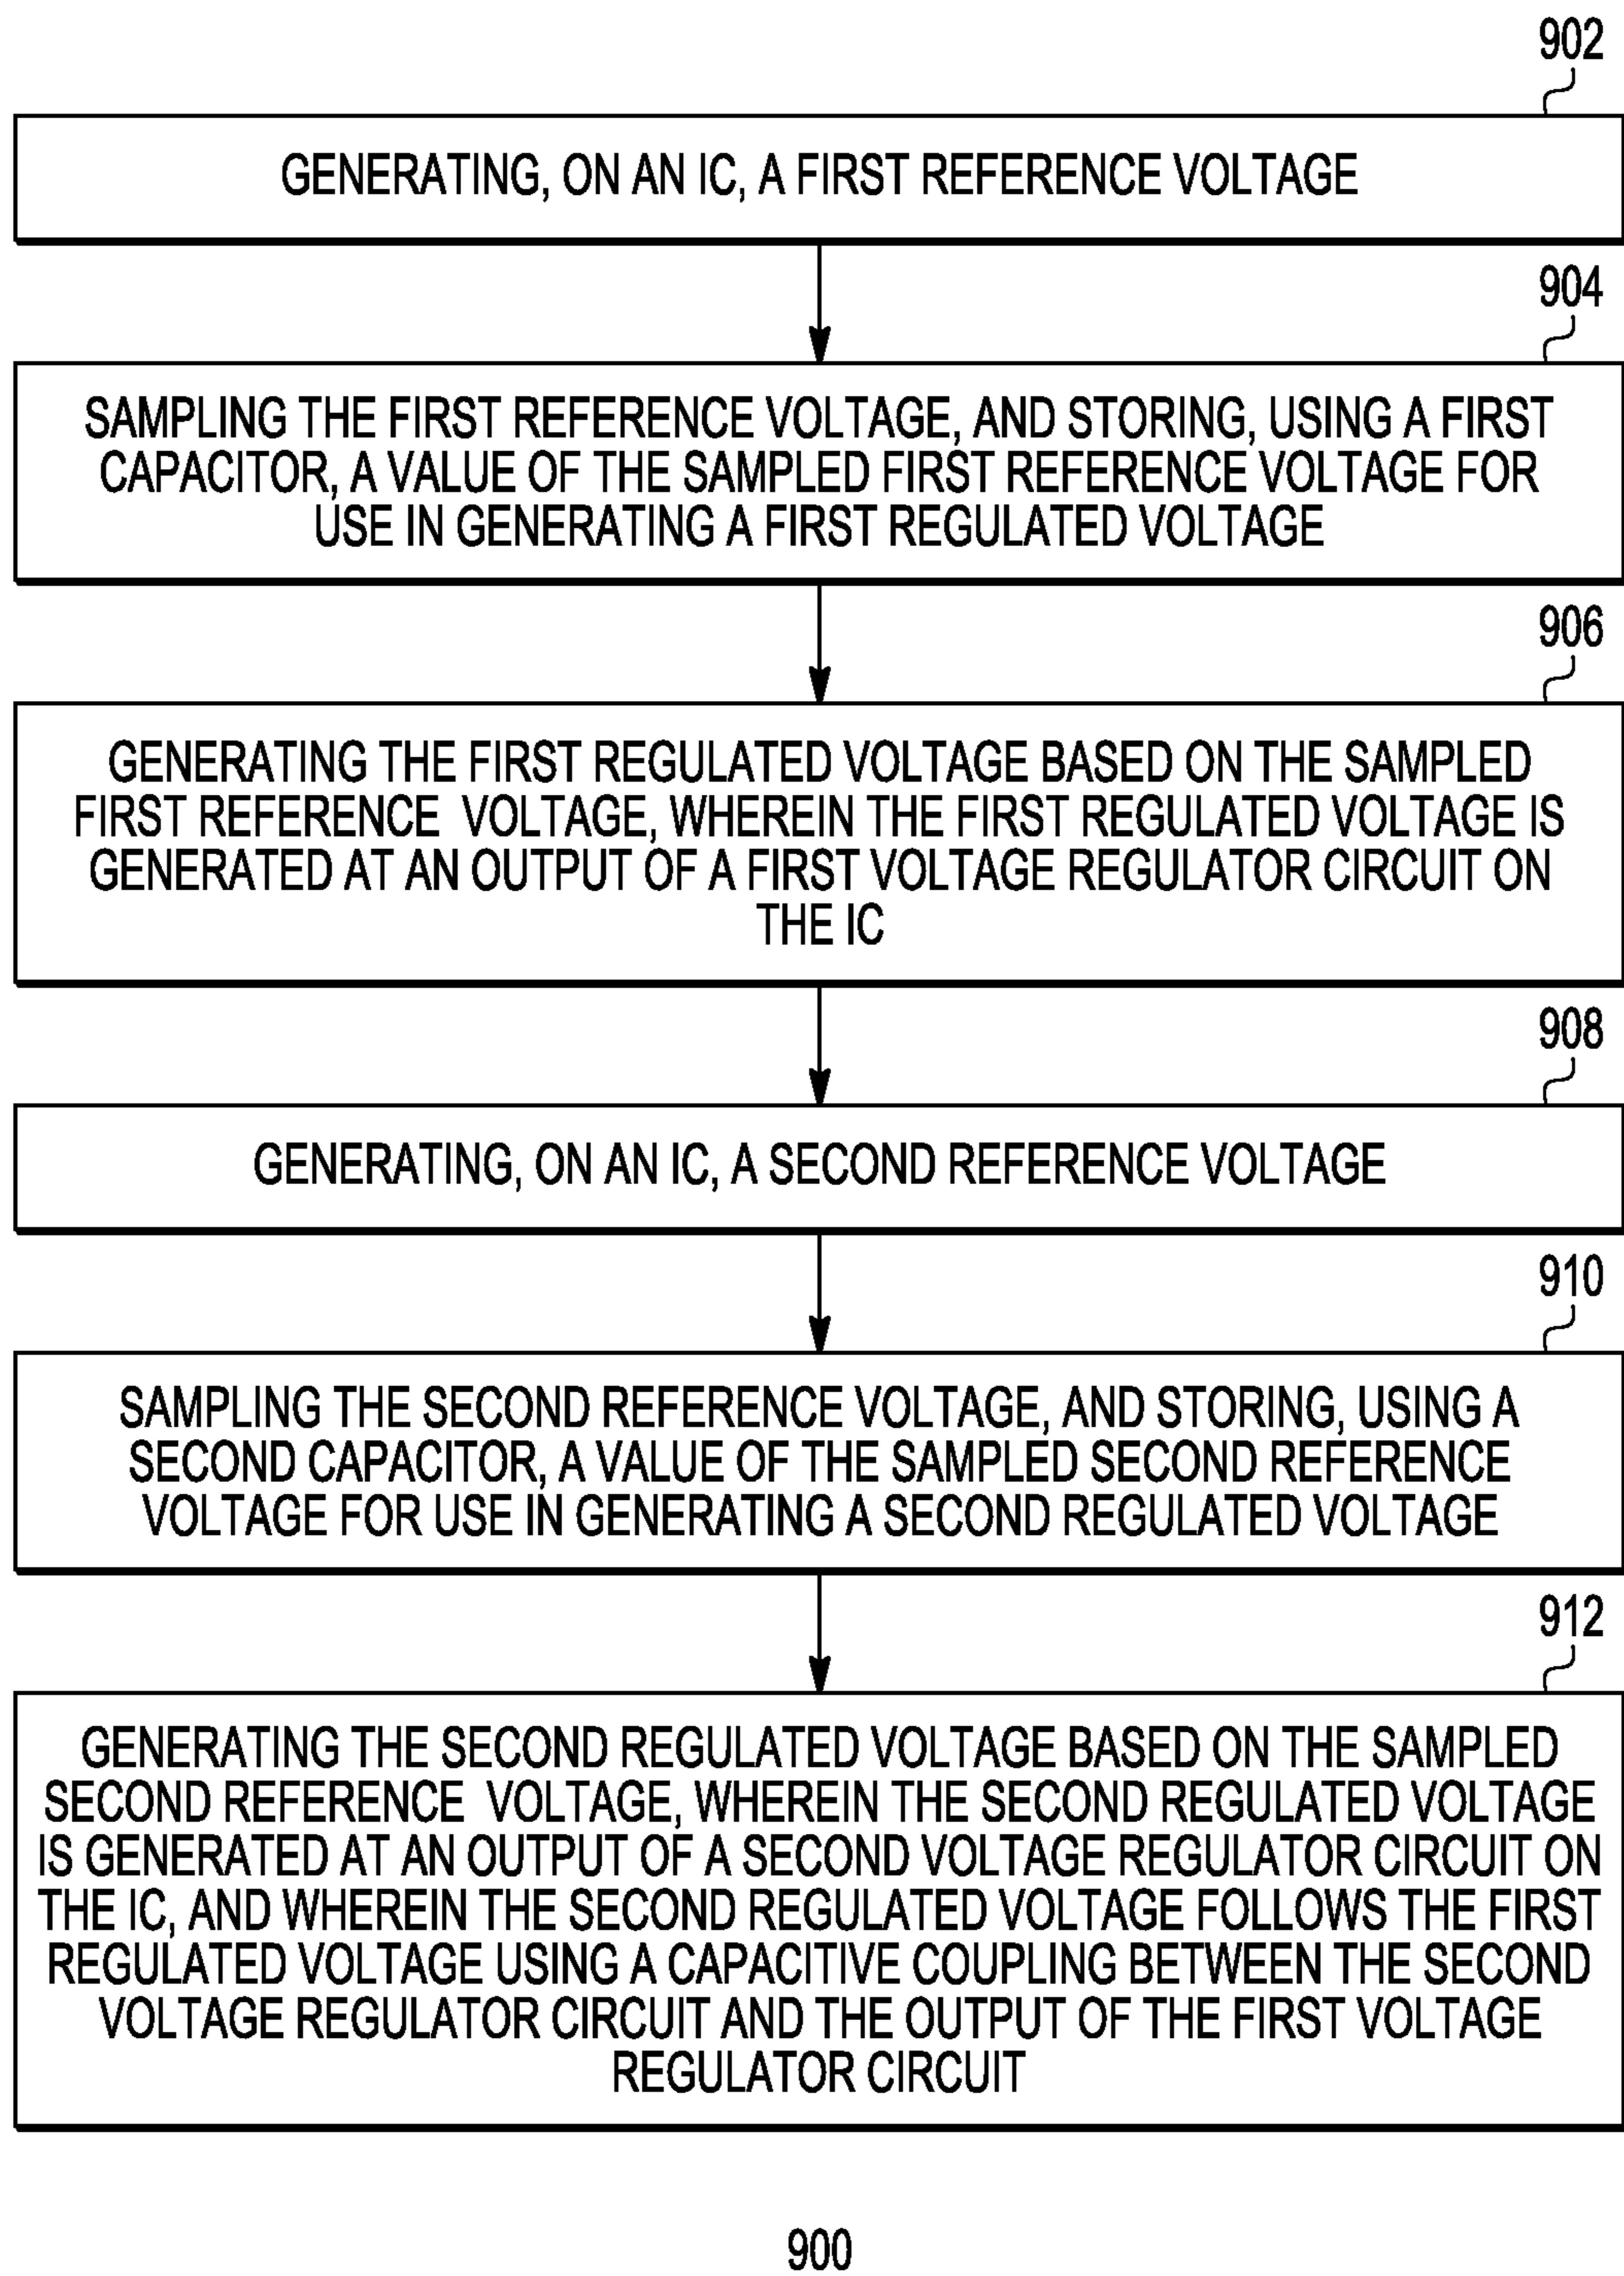 902
GENERATING, ON AN IC, A FIRST REFERENCE VOLTAGE
904
SAMPLING THE FIRST REFERENCE VOLTAGE, AND STORING, USING A FIRST
CAPACITOR, A VALUE OF THE SAMPLED FIRST REFERENCE VOLTAGE FOR
USE IN GENERATING A FIRST REGULATED VOLTAGE
906
GENERATING THE FIRST REGULATED VOLTAGE BASED ON THE SAMPLED
FIRST REFERENCE VOLTAGE, WHEREIN THE FIRST REGULATED VOLTAGE IS
GENERATED AT AN OUTPUT OF A FIRST VOLTAGE REGULATOR CIRCUIT ON
THE IC
908
GENERATING, ON AN IC, A SECOND REFERENCE VOLTAGE
910
SAMPLING THE SECOND REFERENCE VOLTAGE, AND STORING, USING A
SECOND CAPACITOR, A VALUE OF THE SAMPLED SECOND REFERENCE
VOLTAGE FOR USE IN GENERATING A SECOND REGULATED VOLTAGE
912
GENERATING THE SECOND REGULATED VOLTAGE BASED ON THE SAMPLED
SECOND REFERENCE VOLTAGE, WHEREIN THE SECOND REGULATED VOLTAGE
IS GENERATED AT AN OUTPUT OF A SECOND VOLTAGE REGULATOR CIRCUIT ON
THE IC, AND WHEREIN THE SECOND REGULATED VOLTAGE FOLLOWS THE FIRST
REGULATED VOLTAGE USING A CAPACITIVE COUPLING BETWEEN THE SECOND
VOLTAGE REGULATOR CIRCUIT AND THE OUTPUT OF THE FIRST VOLTAGE
REGULATOR CIRCUIT
900